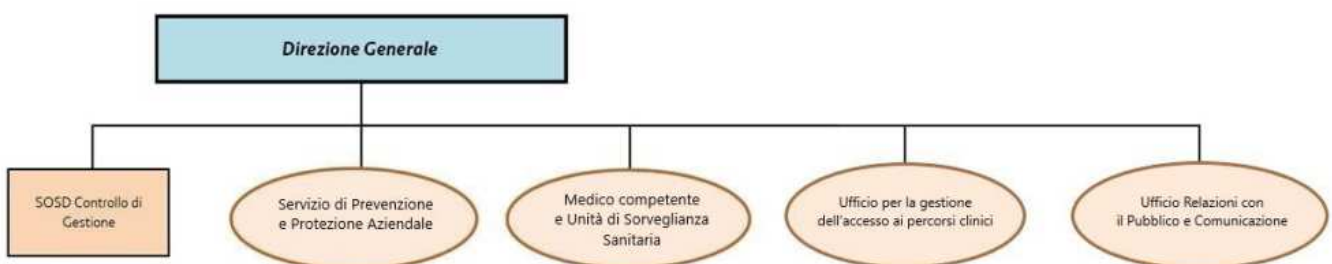 Direzione Generale
SOSD Controllo di
Gestione
Servizio di Prevenzione
e Protezione Aziendale
Medico competente
e Unità di Sorveglianza
Sanitaria
Ufficio per la gestione
dell'accesso ai percorsi clinici
Ufficio Relazioni con
il Pubblico e Comunicazione